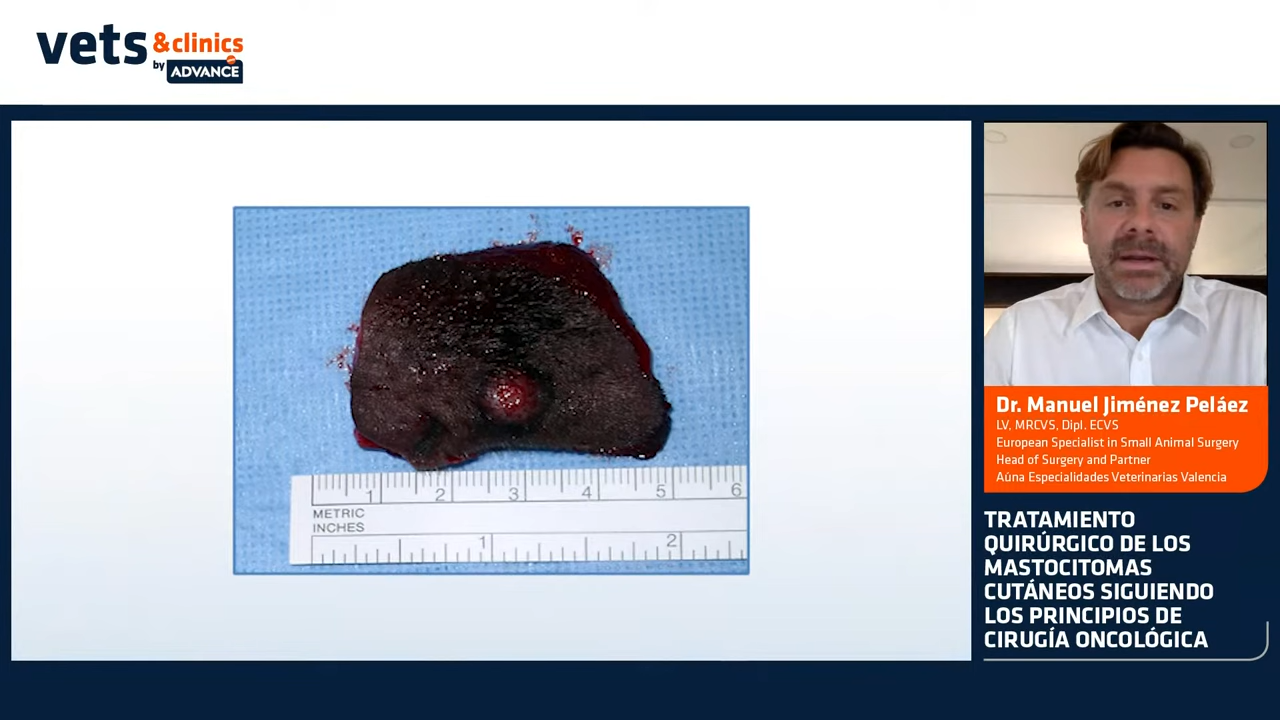 vets &clinics
by ADVANCE
1 2 3 4 5 6
METRIC
INCHES
1 2
Dr. Manuel Jiménez Peláez
LV, MRCVS, Dipl. ECVS
European Specialist in Small Animal Surgery
Head of Surgery and Partner
Aúna Especialidades Veterinarias Valencia
TRATAMIENTO
QUIRÚRGICO DE LOS
MASTOCITOMAS
CUTÁNEOS SIGUIENDO
LOS PRINCIPIOS DE
CIRUGÍA ONCOLÓGICA